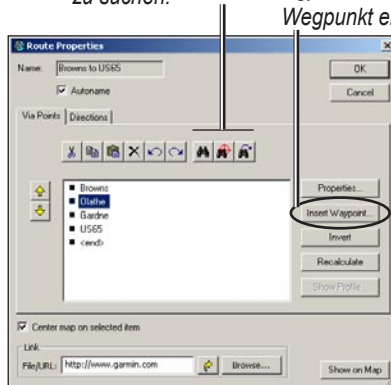 zu suchen.
Wegpunkt e
Route Properties
Name: Browns to US65
OK
Autoname
Cancel
Via Points Directions
Browns
Olathe
Gardne
US65
<end>
Properties...
Insert Waypoint...
Invert
Recalculate
Show Profile...
Center map on selected item
Link
File/URL: http://www.garmin.com
Browse...
Show on Map